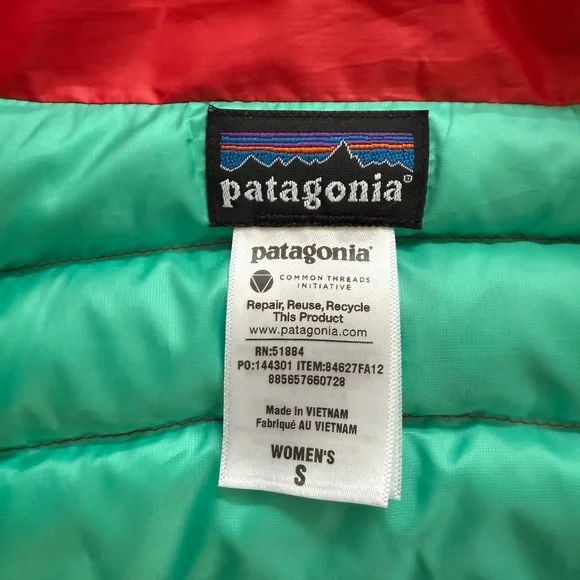 patagonia®
patagonia®
COMMON THREADS
INITIATIVE
Repair, Reuse, Recycle
This Product
www.patagonia.com
RN:51884
PO:144301 ITEM:84627FA12
885657660728
Made in VIETNAM
Fabriqué AU VIETNAM
WOMEN'S
S